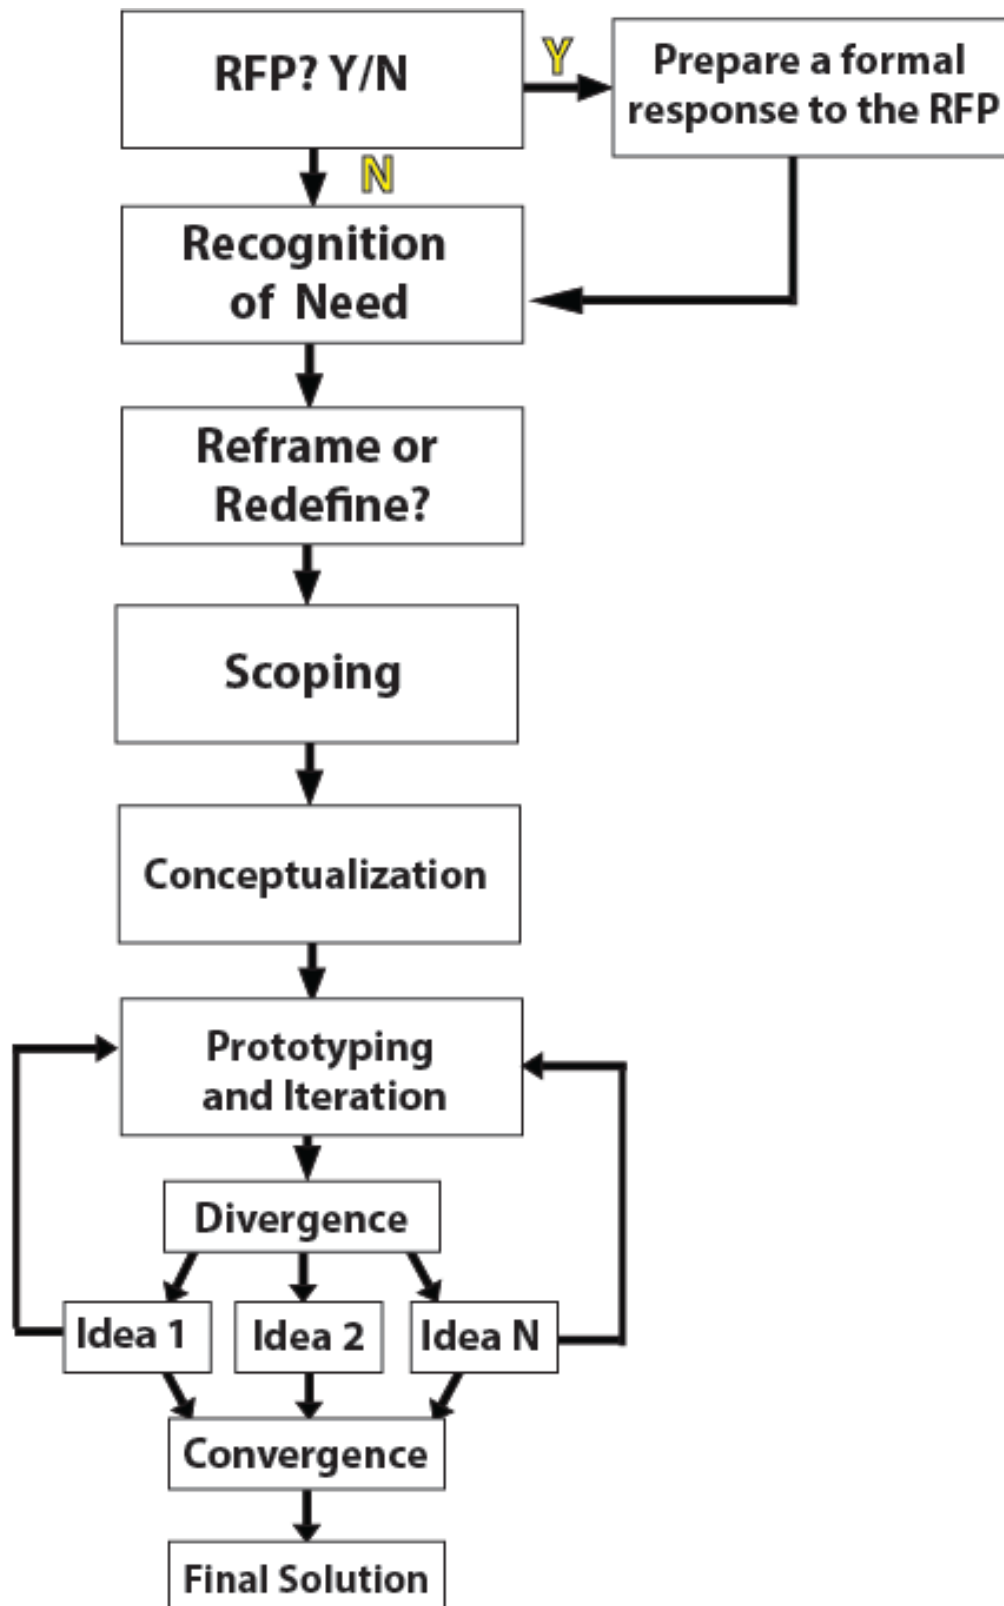 RFP? Y/N
Y
Prepare a formal
response to the RFP
N
Recognition
of Need
Reframe or
Redefine?
Scoping
Conceptualization
Prototyping
and Iteration
Divergence
Idea 1
Idea 2
Idea N
Convergence
Final Solution